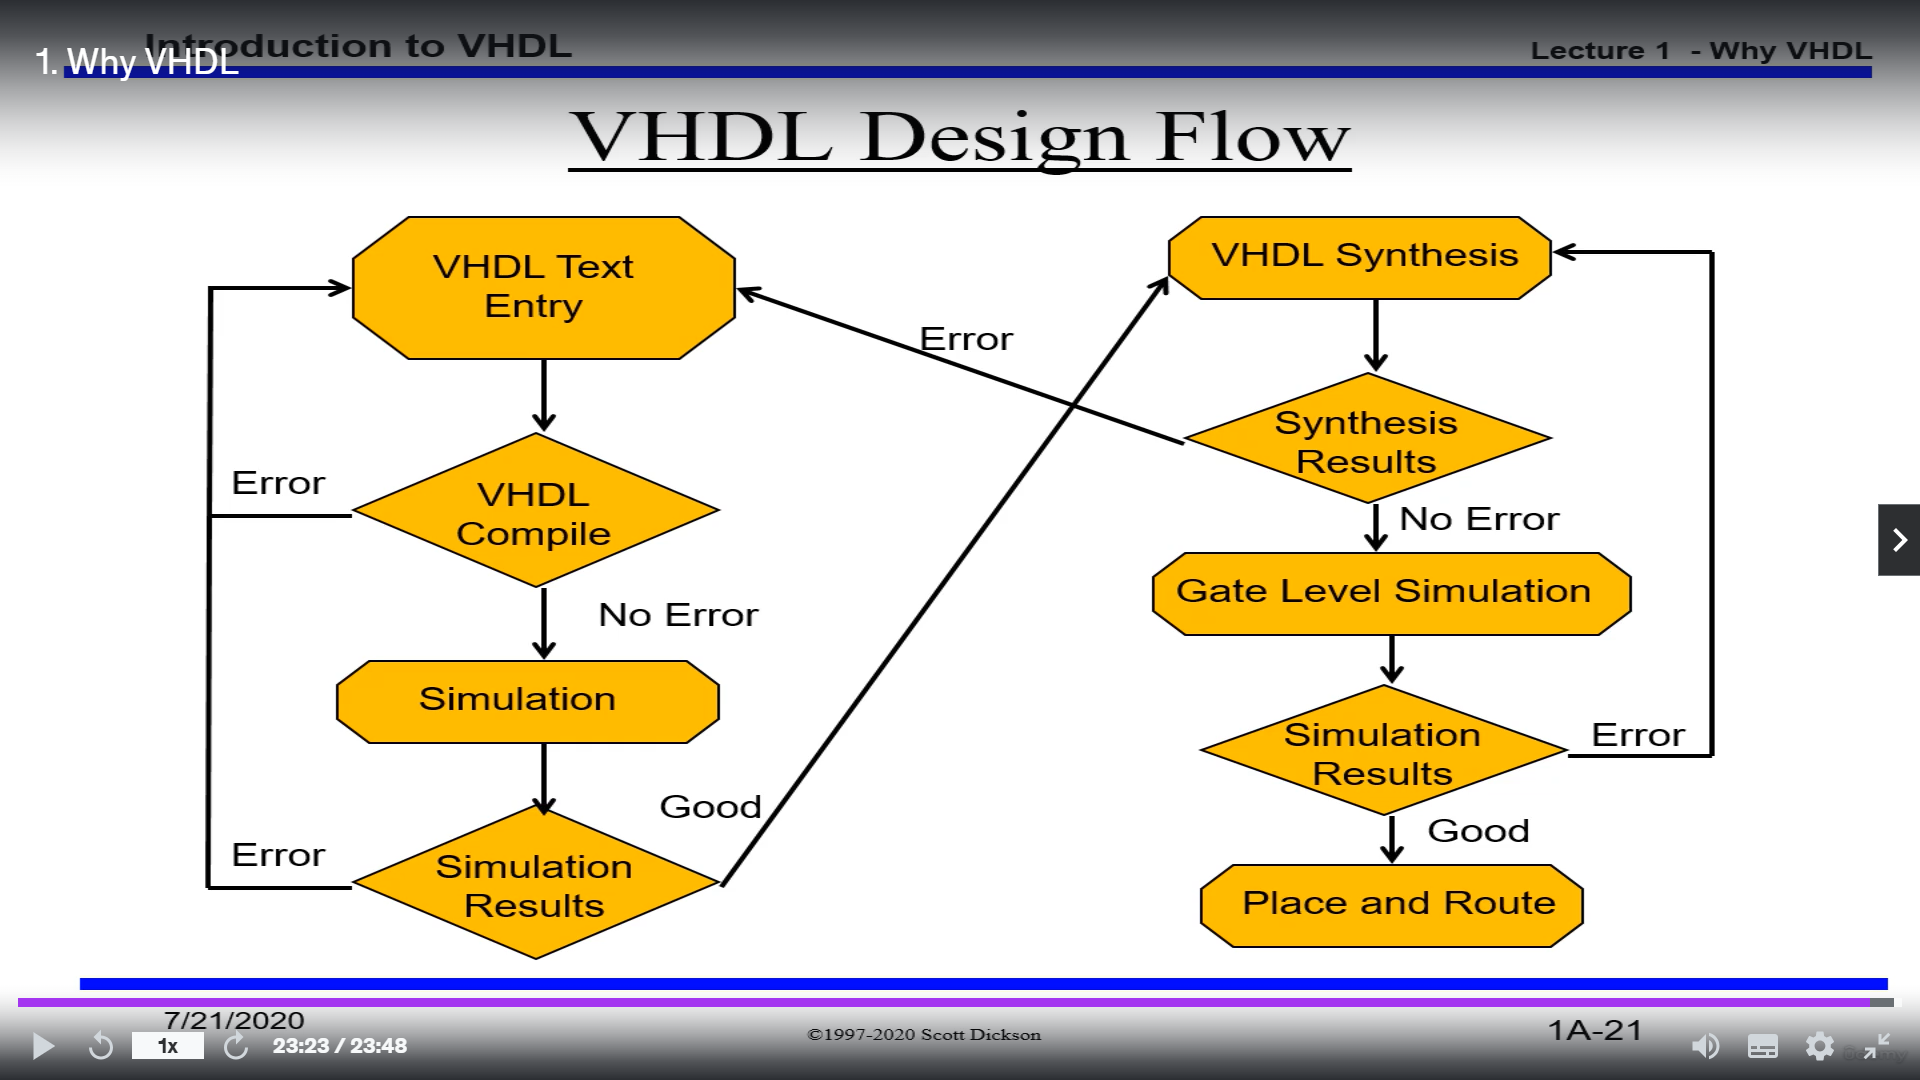 Introduction to VHDL
1. Why VHDL
Lecture 1 - Why VHDL
VHDL Design Flow
VHDL Text
Entry
Error
VHDL
Compile
No Error
Simulation
Good
Error
Simulation
Results
Error
VHDL Synthesis
Synthesis
Results
No Error
Gate Level Simulation
Simulation
Results
Error
Good
Place and Route
7/21/2020
©1997-2020 Scott Dickson
1A-21
1x
23:23 / 23:48